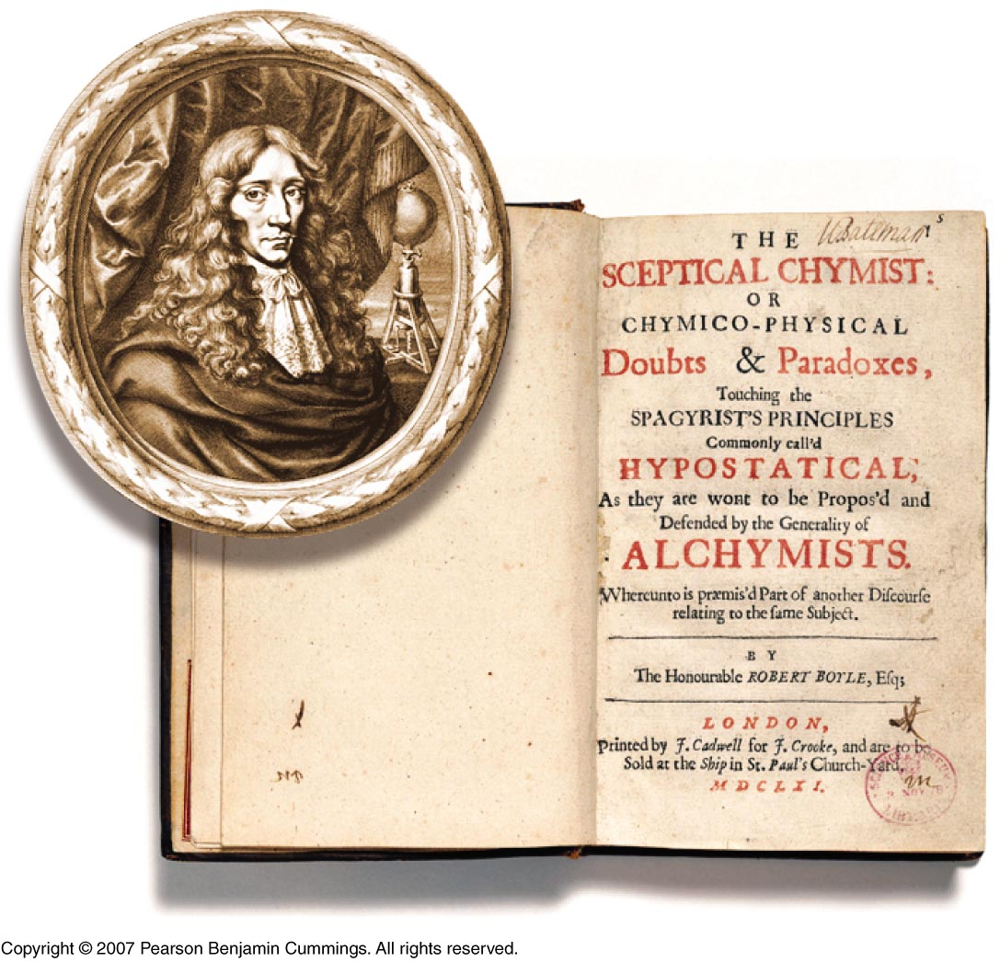 THE
SCEPTICAL CHYMIST:
OR
CHYMICO-PHYSICAL
Doubts & Paradoxes,
Touching the
SPAGYRIST'S PRINCIPLES
Commonly call'd
HYPOSTATICAL,
As they are wont to be Propos'd and
Defended by the Generality of
ALCHYMISTS.
Whereunto is præmis'd Part of another Diſcourſe
relating to the ſame Subject.
BY
The Honourable ROBERT BOYLE, Eſq;
LONDON,
Printed by J. Cadwell for J. Crooke, and are to be
Sold at the Ship in St. Paul's Church-Yard.
MDCLXI.
LIBRARY
Copyright © 2007 Pearson Benjamin Cummings. All rights reserved.